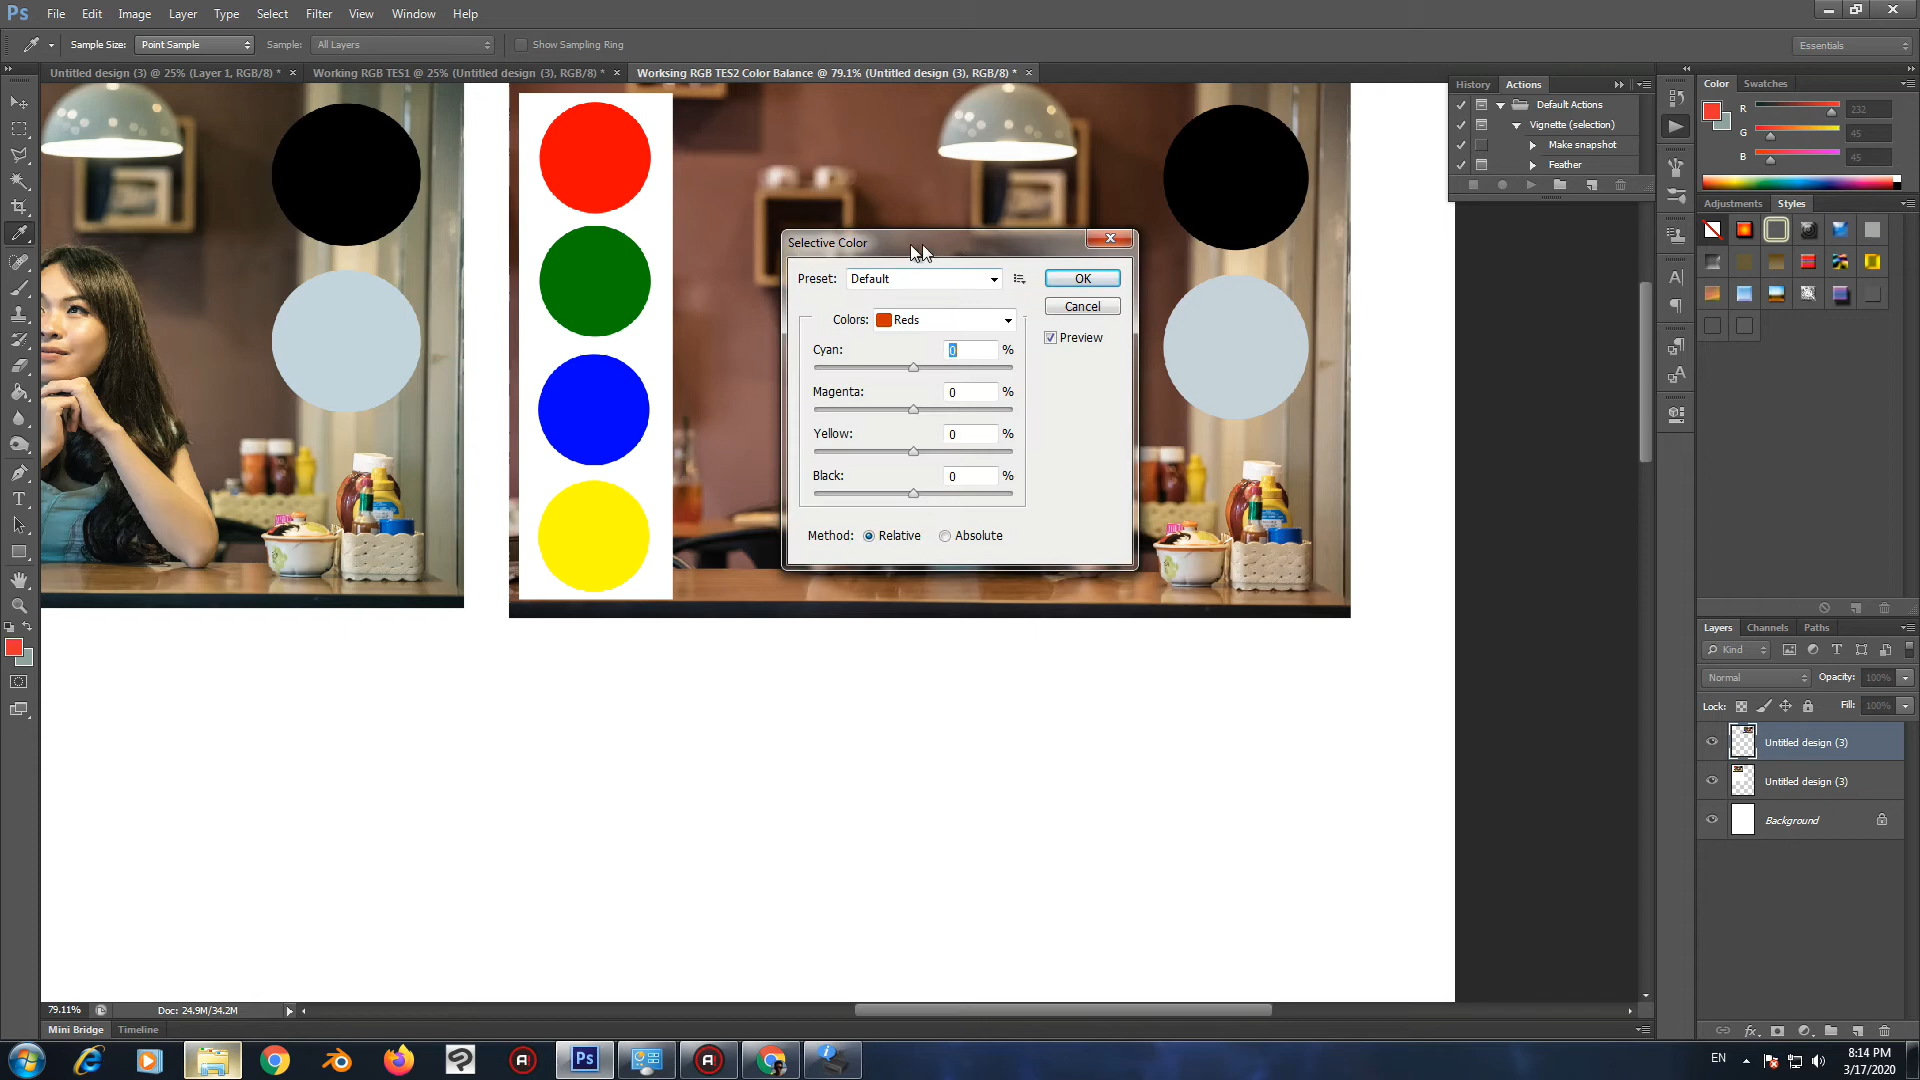 Ps File Edit Image Layer Type Select Filter View Window Help
Sample Size: Point Sample Sample: All Layers Show Sampling Ring Essentials
Untitled design (3) @ 25% (Layer 1, RGB/8) * × Working RGB TES1 @ 25% (Untitled design (3), RGB/8) * × Worksing RGB TES2 Color Balance @ 79.1% (Untitled design (3), RGB/8) * ×
History Actions
Default Actions
Vignette (selection)
Make snapshot
Feather
Color Swatches
R 232
G 45
B 45
Adjustments Styles
Selective Color
Preset: Default OK
Cancel
Colors: Reds
Preview
Cyan: 0 %
Magenta: 0 %
Yellow: 0 %
Black: 0 %
Method: Relative Absolute
Layers Channels Paths
Kind
Normal Opacity: 100%
Lock: Fill: 100%
Untitled design (3)
Untitled design (3)
Background
79.11% Doc: 24.9M/34.2M
Mini Bridge Timeline
EN 8:14 PM
3/17/2020